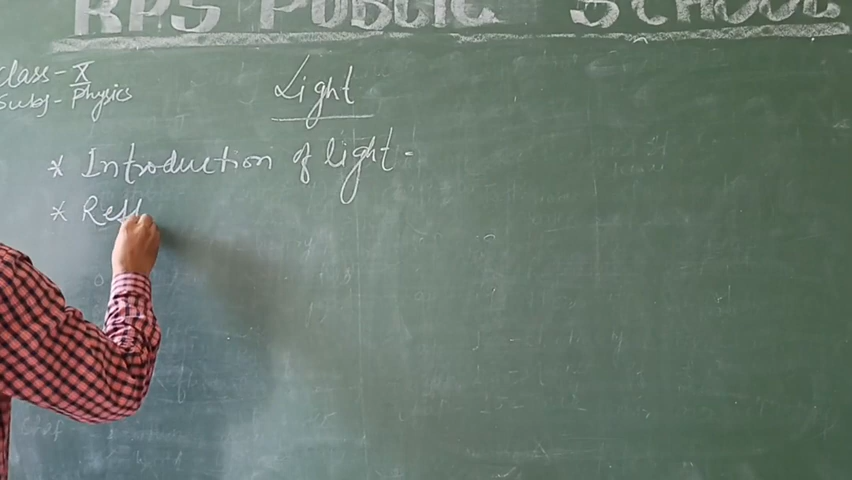 RPS PUBLIC SCHOOL
Class - X
Subj - Physics
Light
* Introduction of light -
* Refl